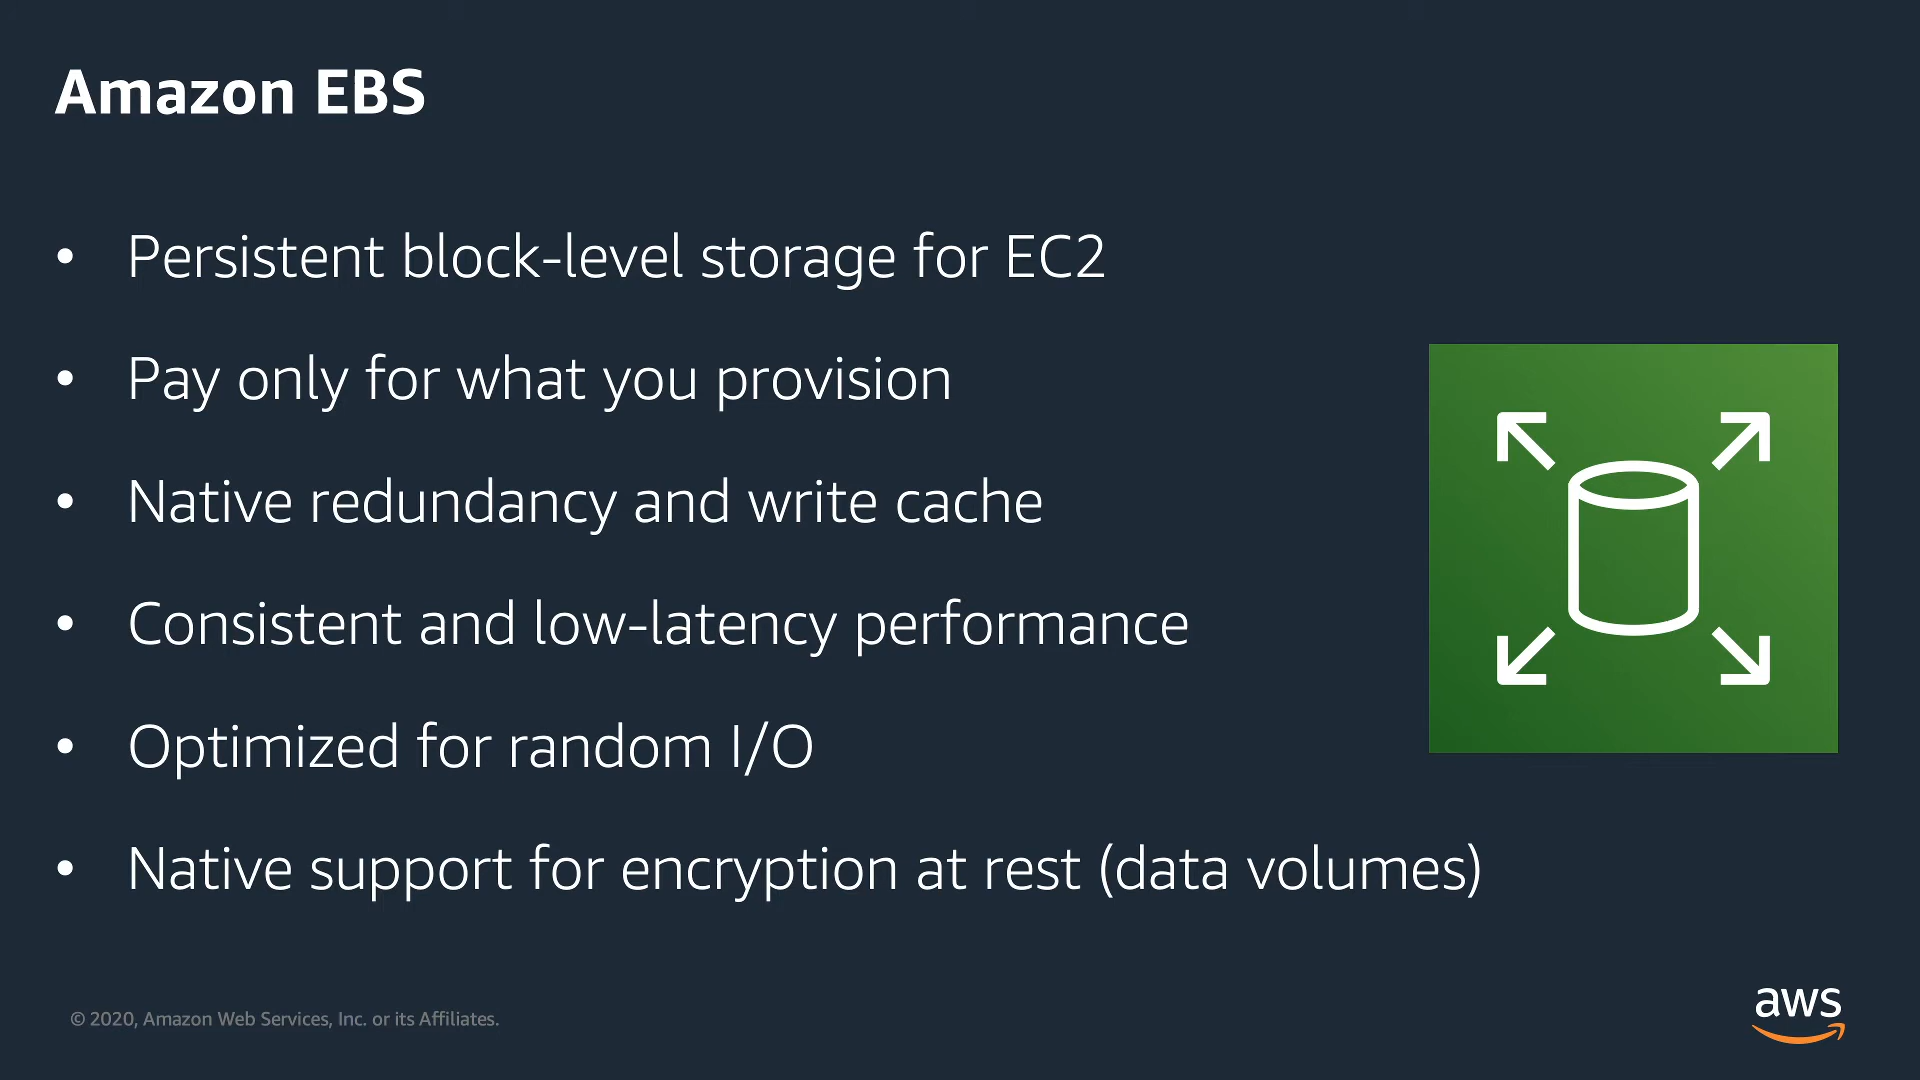 Amazon EBS
• Persistent block-level storage for EC2
• Pay only for what you provision
• Native redundancy and write cache
• Consistent and low-latency performance
• Optimized for random I/O
• Native support for encryption at rest (data volumes)
© 2020, Amazon Web Services, Inc. or its Affiliates.
aws